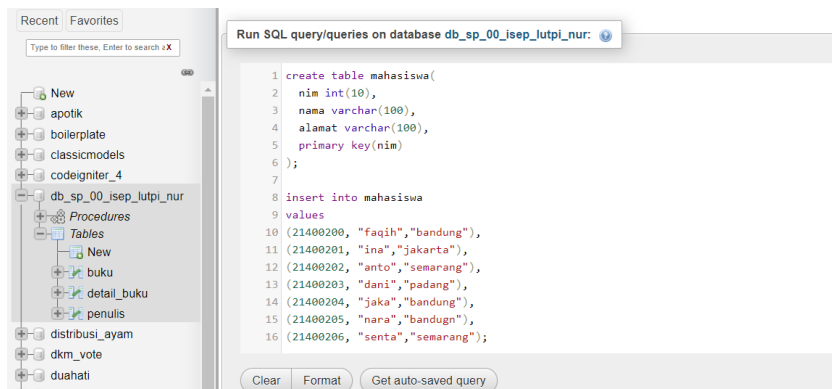 Recent Favorites
Type to filter these, Enter to search
X
New
apotik
boilerplate
classicmodels
codeigniter_4
db_sp_00_isep_lutpi_nur
Procedures
Tables
New
buku
detail_buku
penulis
distribusi_ayam
dkm_vote
duahati
Run SQL query/queries on database db_sp_00_isep_lutpi_nur:
1 create table mahasiswa(
2 nim int(10),
3 nama varchar(100),
4 alamat varchar(100),
5 primary key(nim)
6 );
7
8 insert into mahasiswa
9 values
10 (21400200, "faqih","bandung"),
11 (21400201, "ina","jakarta"),
12 (21400202, "anto","semarang"),
13 (21400203, "dani","padang"),
14 (21400204, "jaka","bandung"),
15 (21400205, "nara","bandugn"),
16 (21400206, "senta","semarang");
Clear Format Get auto-saved query